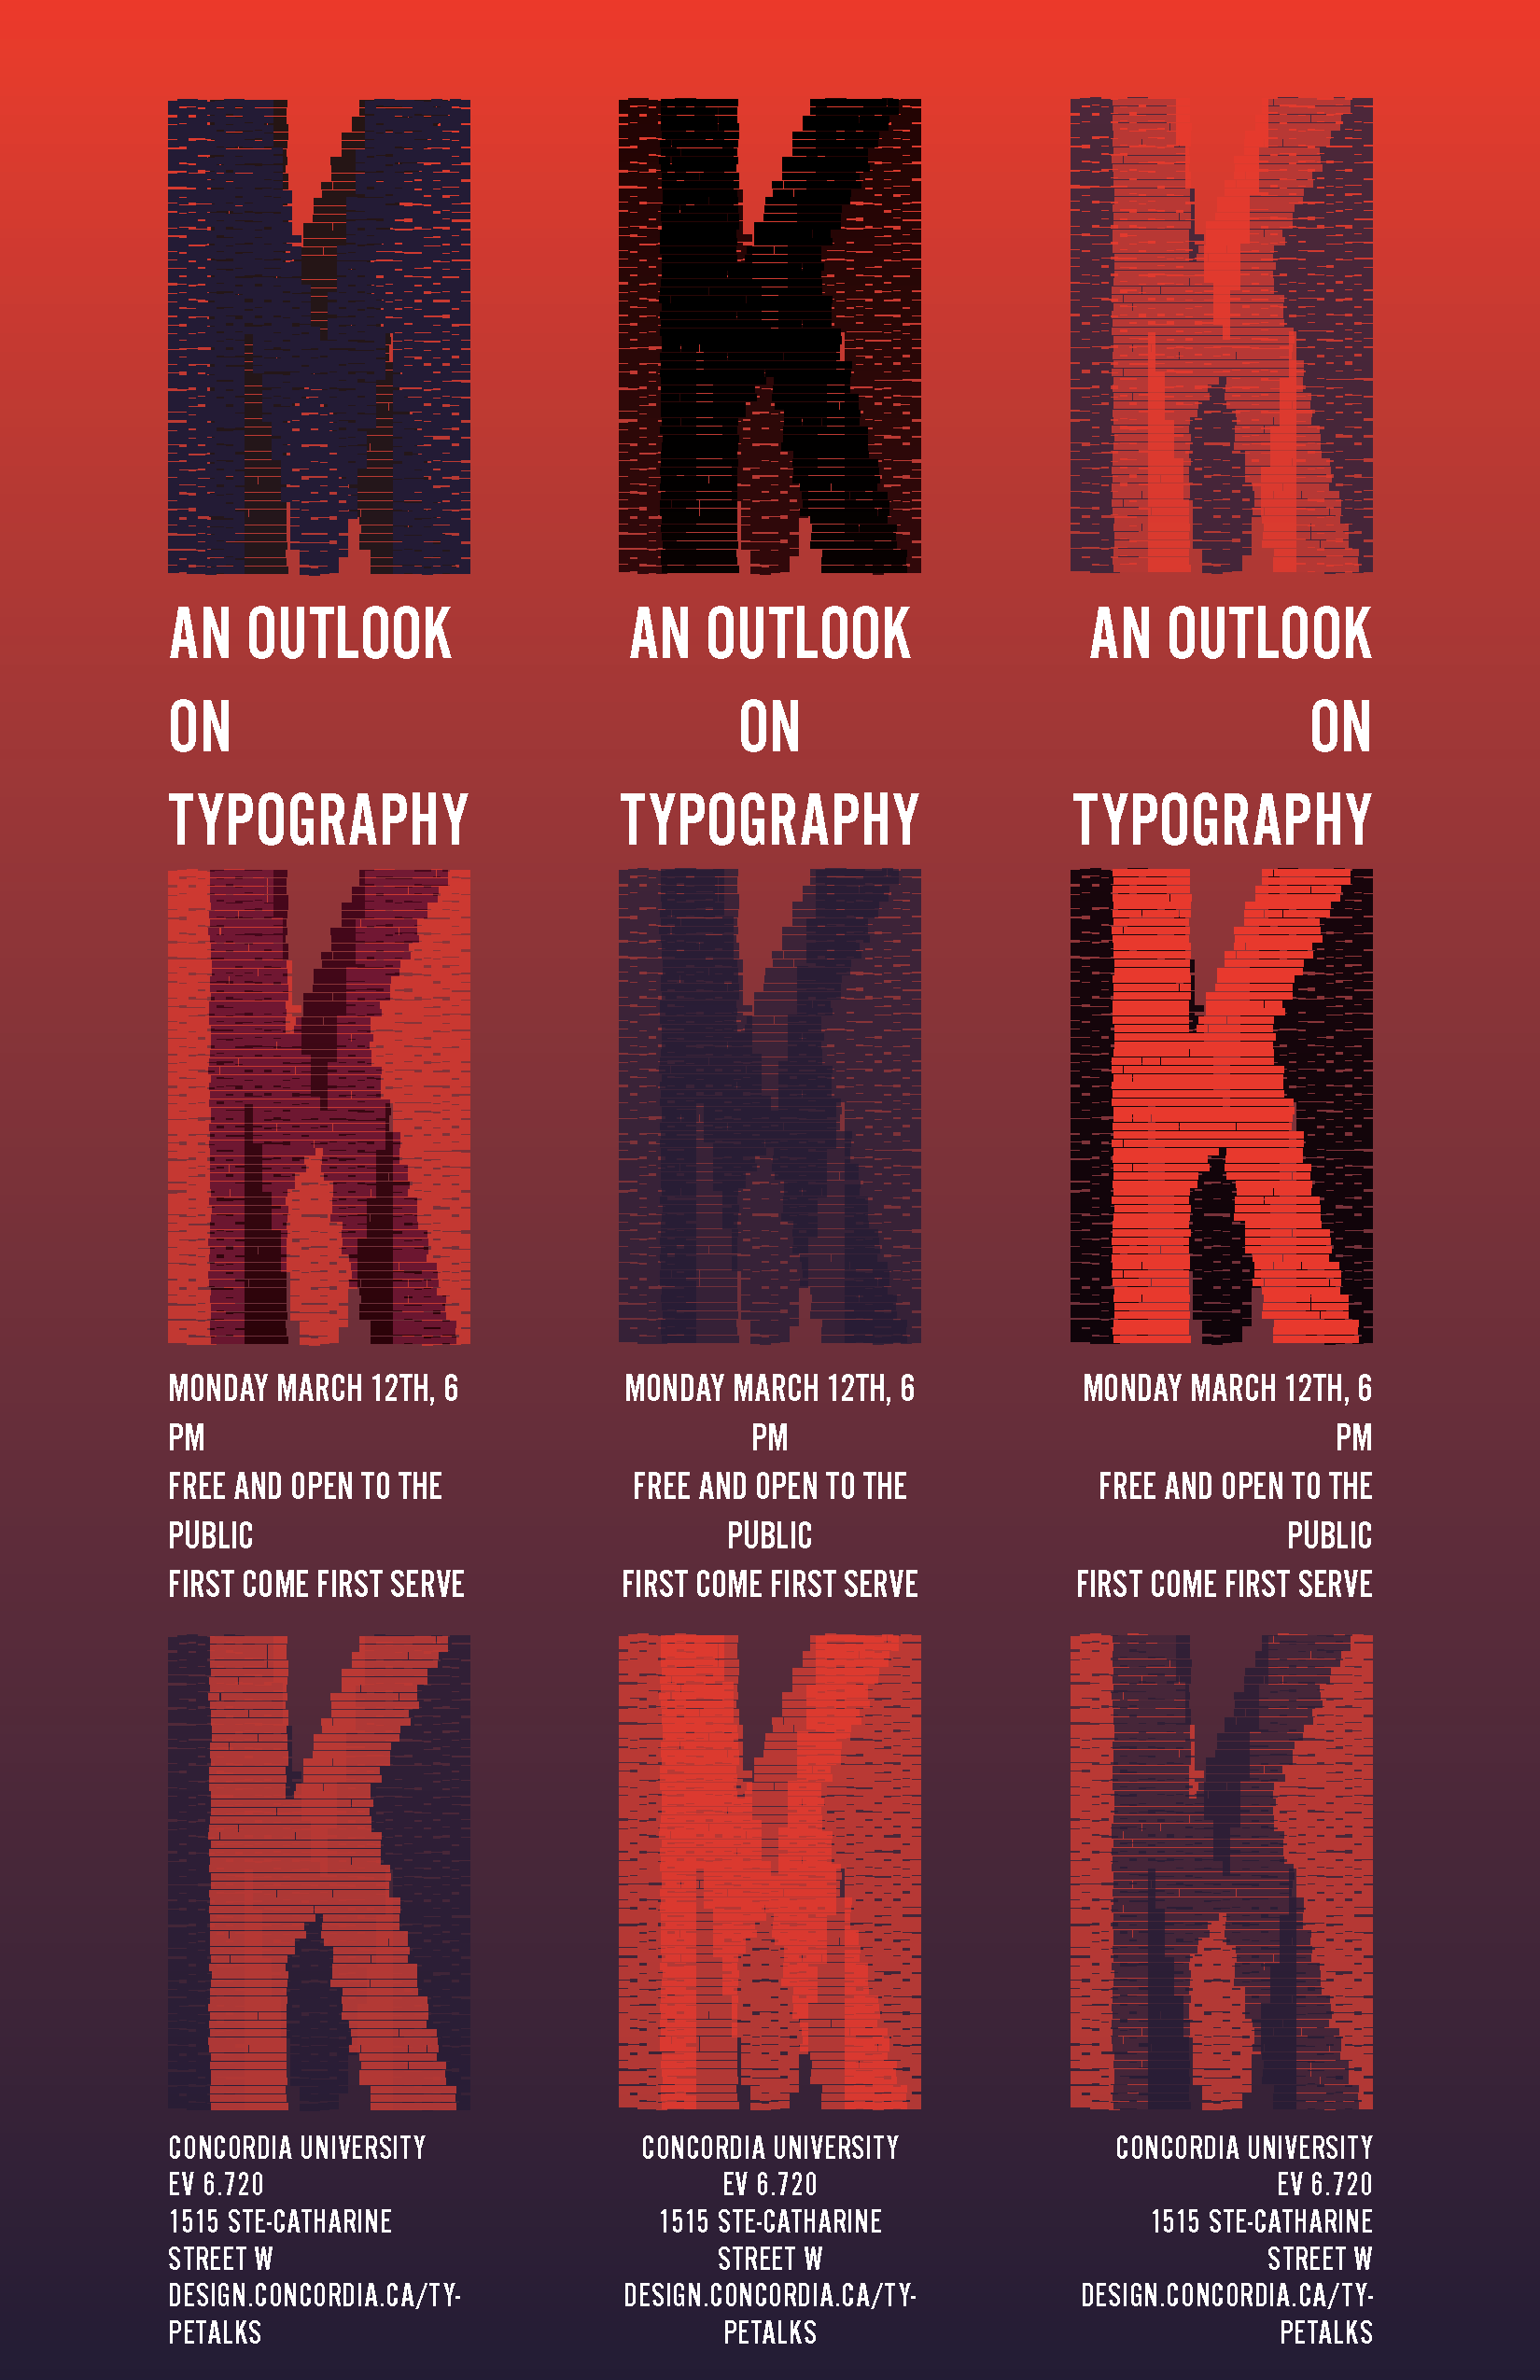 K K K
AN OUTLOOK AN OUTLOOK AN OUTLOOK
ON ON ON
TYPOGRAPHY TYPOGRAPHY TYPOGRAPHY
K K K
MONDAY MARCH 12TH, 6 MONDAY MARCH 12TH, 6 MONDAY MARCH 12TH, 6
PM PM PM
FREE AND OPEN TO THE FREE AND OPEN TO THE FREE AND OPEN TO THE
PUBLIC PUBLIC PUBLIC
FIRST COME FIRST SERVE FIRST COME FIRST SERVE FIRST COME FIRST SERVE
K K K
CONCORDIA UNIVERSITY CONCORDIA UNIVERSITY CONCORDIA UNIVERSITY
EV 6.720 EV 6.720 EV 6.720
1515 STE-CATHARINE 1515 STE-CATHARINE 1515 STE-CATHARINE
STREET W STREET W STREET W
DESIGN.CONCORDIA.CA/TY- DESIGN.CONCORDIA.CA/TY- DESIGN.CONCORDIA.CA/TY-
PETALKS PETALKS PETALKS